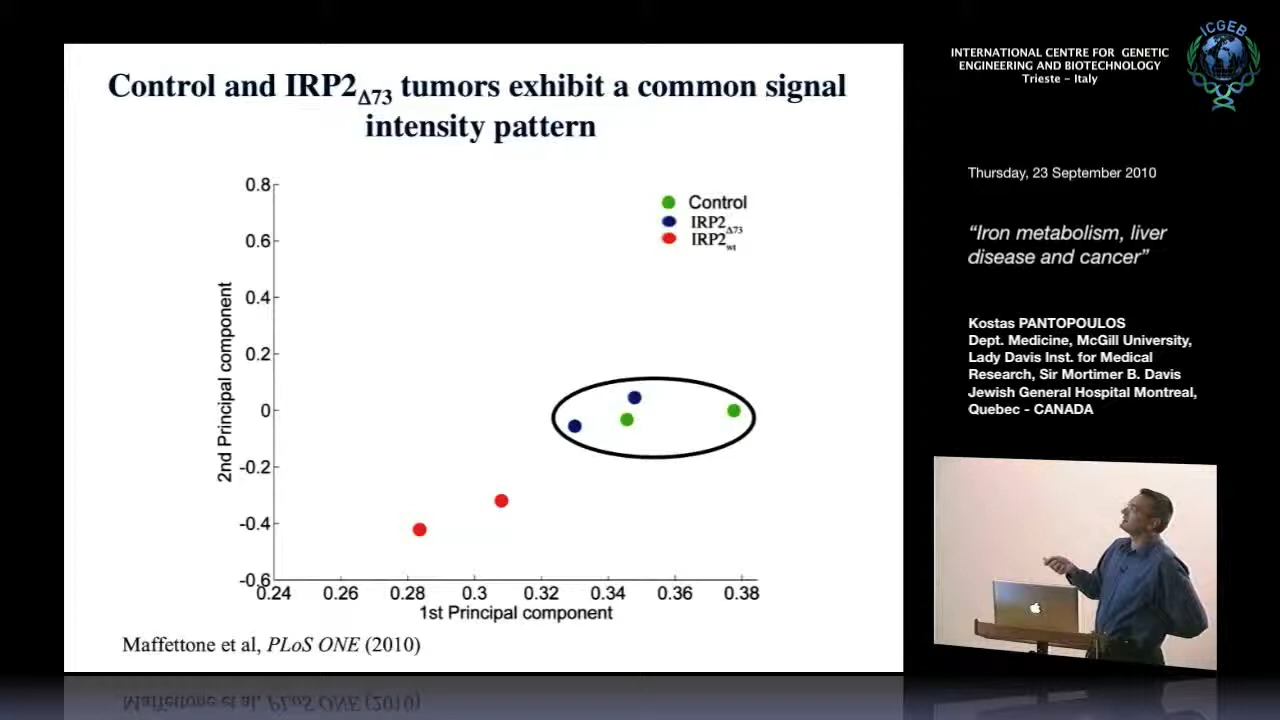 Control and IRP2Δ73 tumors exhibit a common signal
intensity pattern
0.8
0.6
0.4
0.2
0
-0.2
-0.4
-0.6
2nd Principal component
Control
IRP2Δ73
IRP2wt
0.24 0.26 0.28 0.3 0.32 0.34 0.36 0.38
1st Principal component
Maffettone et al, PLoS ONE (2010)
INTERNATIONAL CENTRE FOR GENETIC
ENGINEERING AND BIOTECHNOLOGY
Trieste – Italy
ICGEB
Thursday, 23 September 2010
“Iron metabolism, liver
disease and cancer”
Kostas PANTOPOULOS
Dept. Medicine, McGill University,
Lady Davis Inst. for Medical
Research, Sir Mortimer B. Davis
Jewish General Hospital Montreal,
Quebec - CANADA